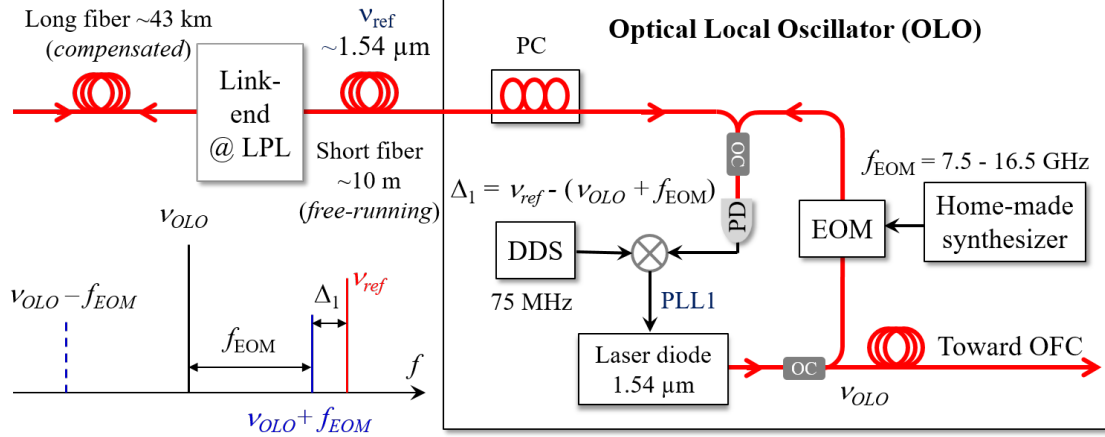 Long fiber ~43 km
(compensated)
Link-
end
@ LPL
νref
~1.54 µm
Short fiber
~10 m
(free-running)
Optical Local Oscillator (OLO)
PC
OC
Δ1 = νref - (νOLO + fEOM)
PD
DDS
75 MHz
PLL1
Laser diode
1.54 µm
OC
νOLO
EOM
fEOM = 7.5 - 16.5 GHz
Home-made
synthesizer
Toward OFC
νOLO
νOLO – fEOM
fEOM
Δ1
νref
f
νOLO + fEOM